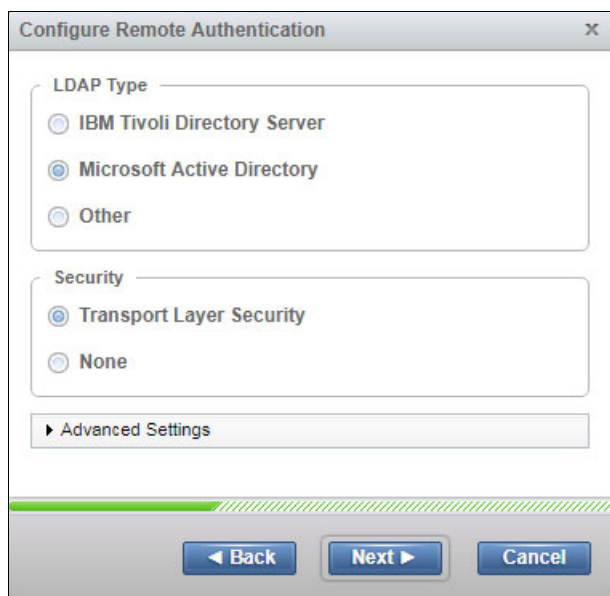 Configure Remote Authentication x
LDAP Type
IBM Tivoli Directory Server
Microsoft Active Directory
Other
Security
Transport Layer Security
None
Advanced Settings
Back Next Cancel